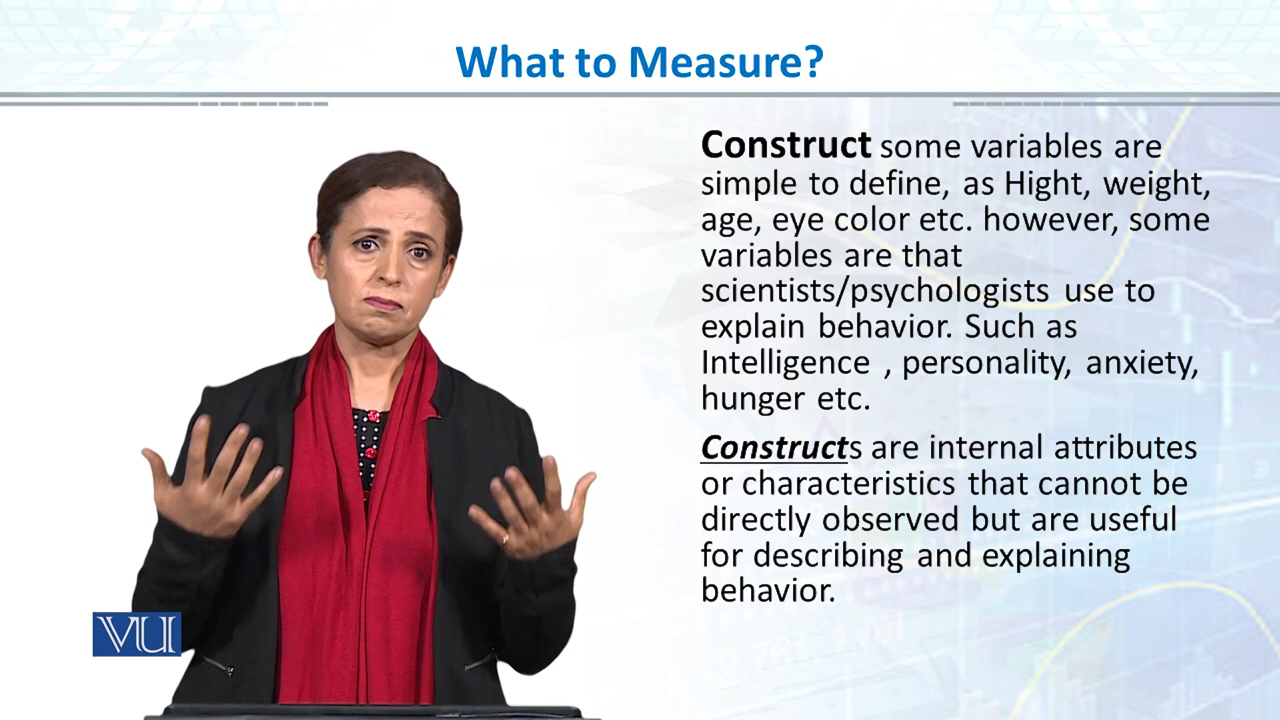 What to Measure?
Construct some variables are
simple to define, as Hight, weight,
age, eye color etc. however, some
variables are that
scientists/psychologists use to
explain behavior. Such as
Intelligence , personality, anxiety,
hunger etc.
Constructs are internal attributes
or characteristics that cannot be
directly observed but are useful
for describing and explaining
behavior.
VU